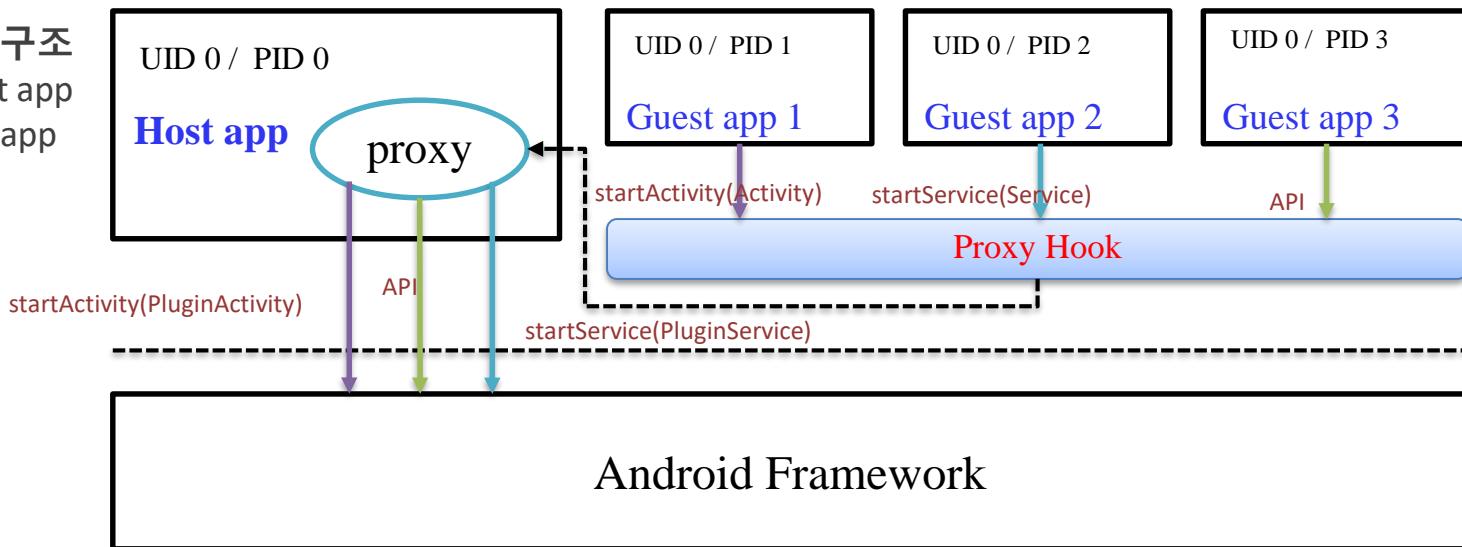 구조
t app
app
UID 0 / PID 0
Host app
proxy
UID 0 / PID 1
Guest app 1
UID 0 / PID 2
Guest app 2
UID 0 / PID 3
Guest app 3
startActivity(Activity)
startService(Service)
API
Proxy Hook
startActivity(PluginActivity)
API
startService(PluginService)
Android Framework